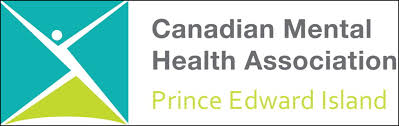 Canadian Mental
Health Association
Prince Edward Island